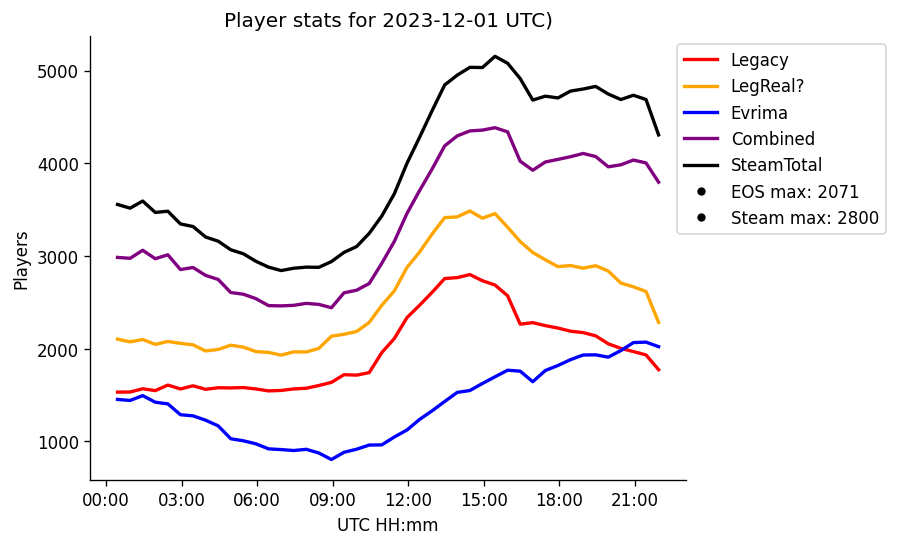 Player stats for 2023-12-01 UTC)
Legacy
LegReal?
Evrima
Combined
SteamTotal
EOS max: 2071
Steam max: 2800
Players
5000
4000
3000
2000
1000
00:00 03:00 06:00 09:00 12:00 15:00 18:00 21:00
UTC HH:mm